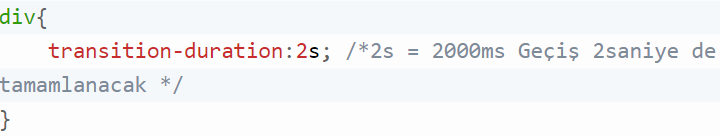 div{
transition-duration:2s; /*2s = 2000ms Geçiş 2saniye de
tamamlanacak */
}